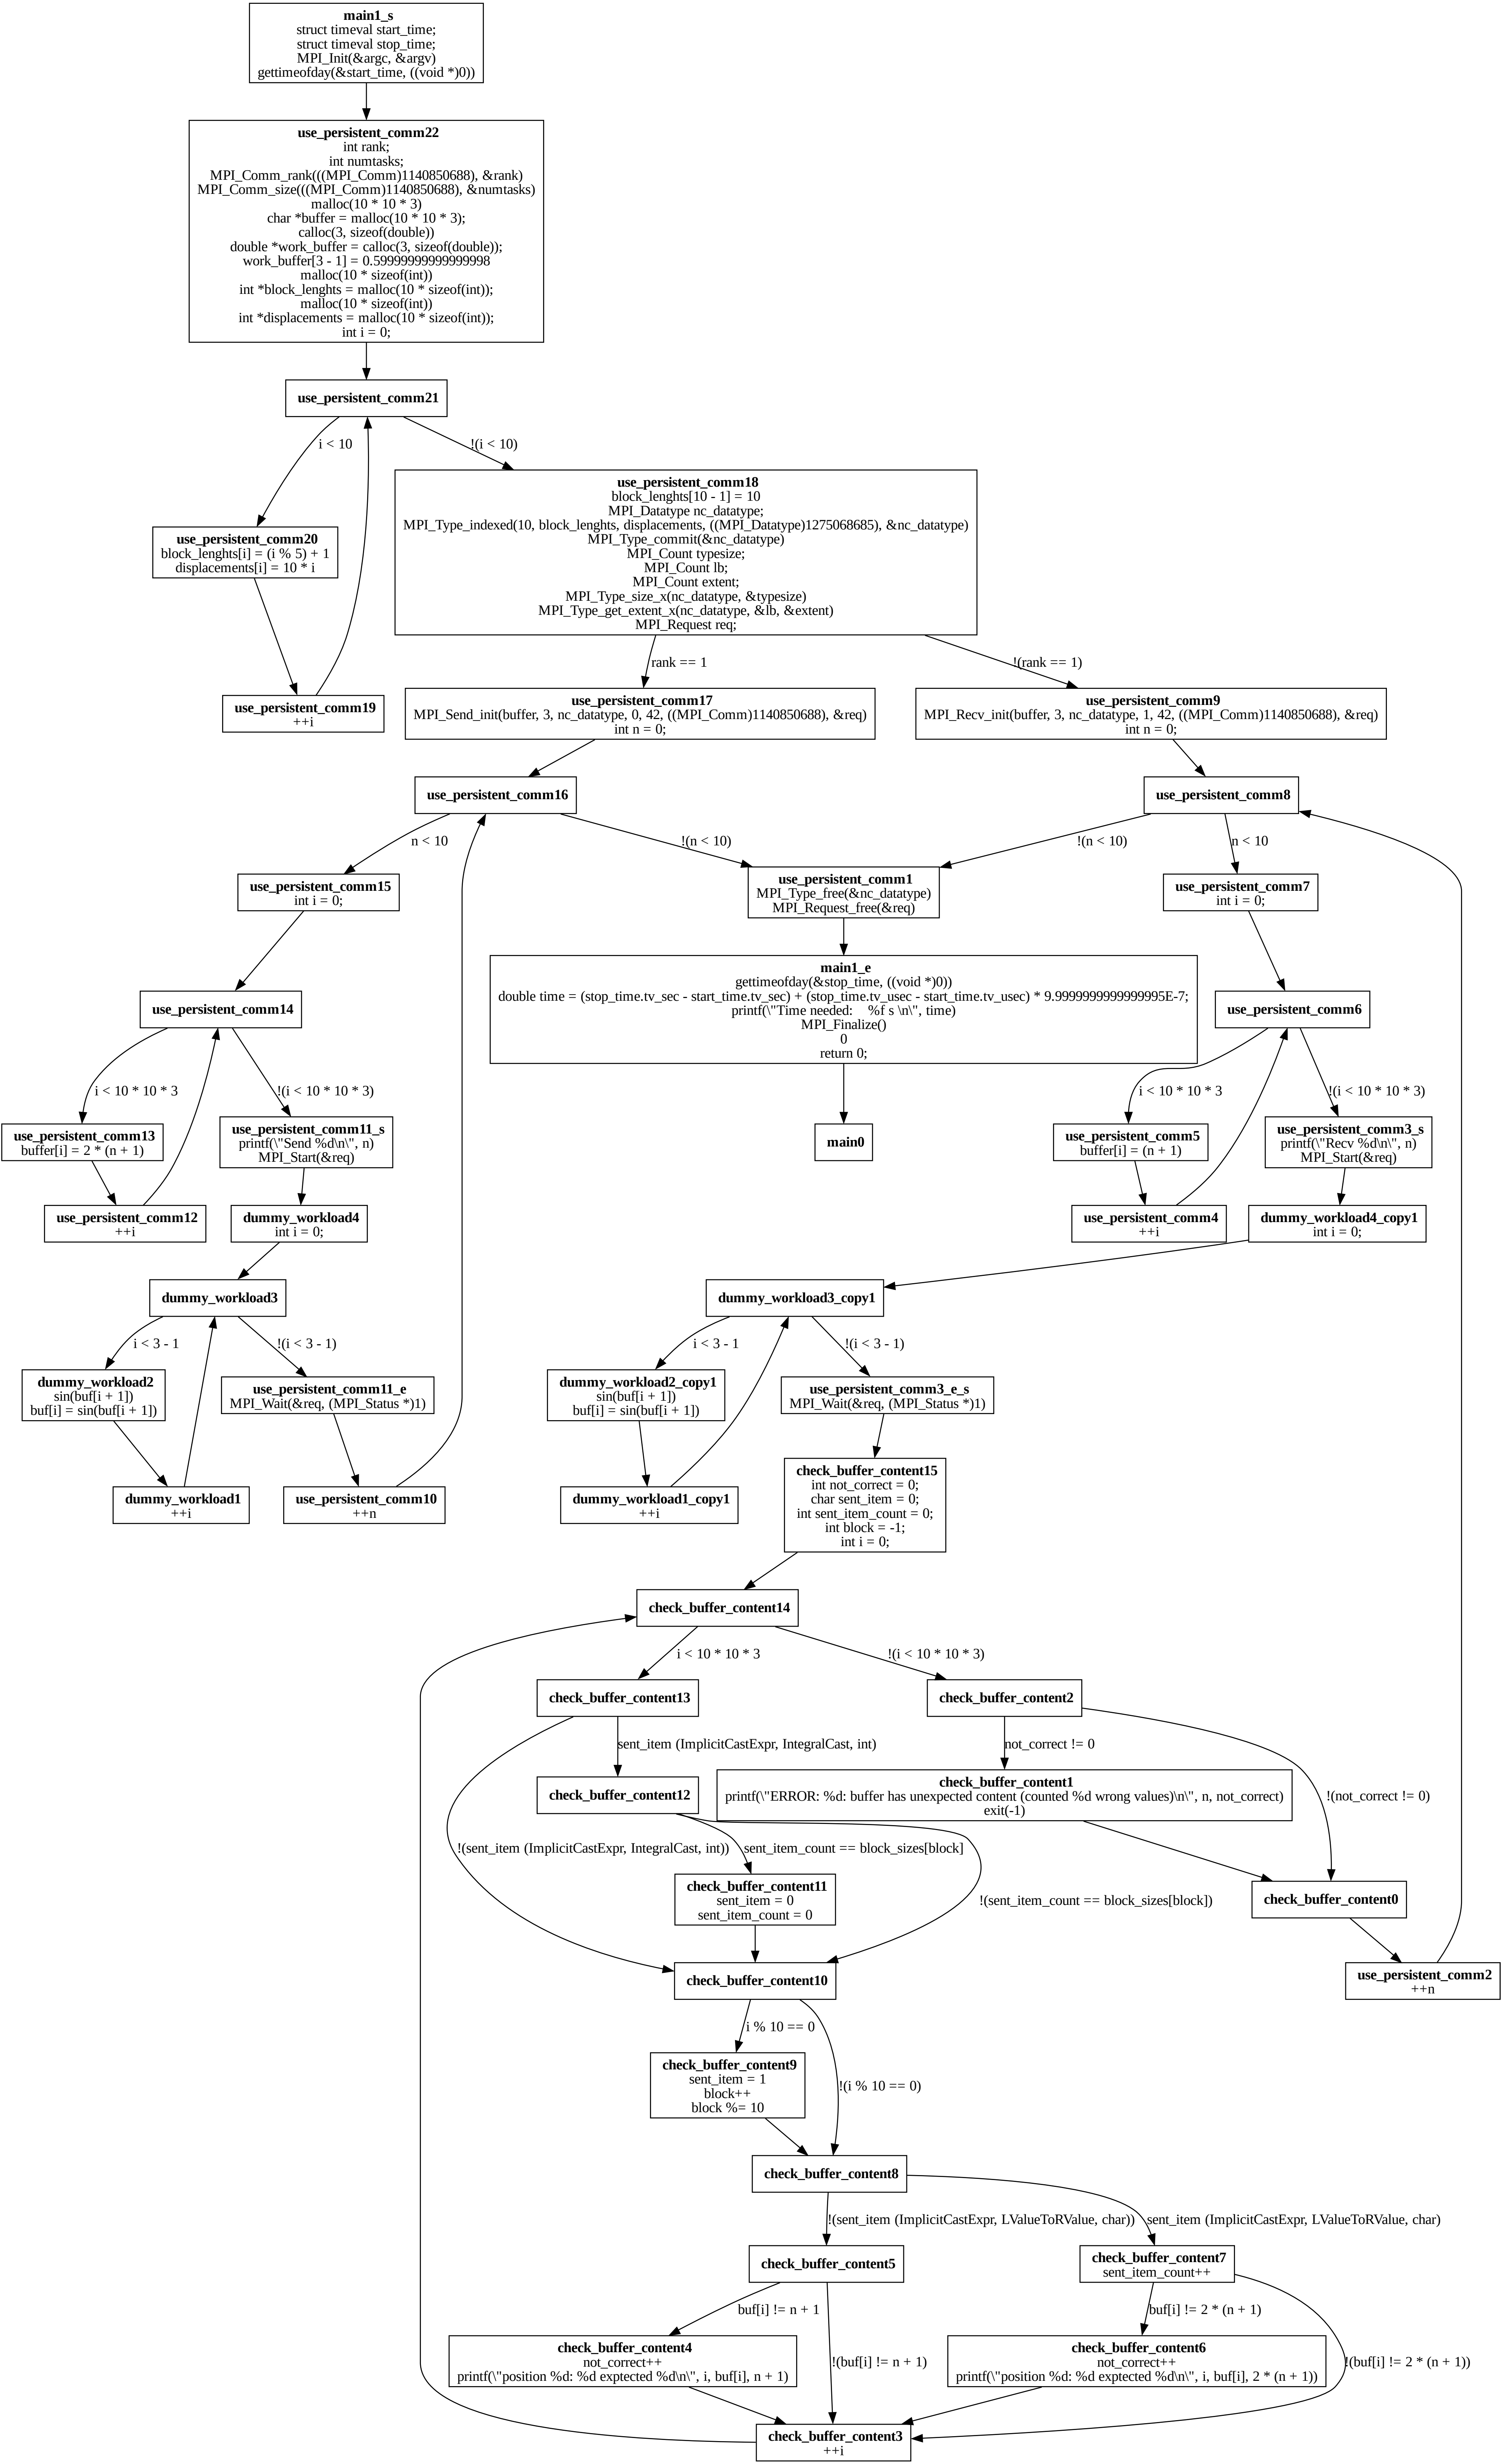 main1_s
struct timeval start_time;
struct timeval stop_time;
MPI_Init(&argc, &argv)
gettimeofday(&start_time, ((void *)0))
use_persistent_comm22
int rank;
int numtasks;
MPI_Comm_rank(((MPI_Comm)1140850688), &rank)
MPI_Comm_size(((MPI_Comm)1140850688), &numtasks)
malloc(10 * 10 * 3)
char *buffer = malloc(10 * 10 * 3);
calloc(3, sizeof(double))
double *work_buffer = calloc(3, sizeof(double));
work_buffer[3 - 1] = 0.59999999999999998
malloc(10 * sizeof(int))
int *block_lenghts = malloc(10 * sizeof(int));
malloc(10 * sizeof(int))
int *displacements = malloc(10 * sizeof(int));
int i = 0;
use_persistent_comm21
i < 10
!(i < 10)
use_persistent_comm18
block_lenghts[10 - 1] = 10
MPI_Datatype nc_datatype;
MPI_Type_indexed(10, block_lenghts, displacements, ((MPI_Datatype)1275068685), &nc_datatype)
MPI_Type_commit(&nc_datatype)
MPI_Count typesize;
MPI_Count lb;
MPI_Count extent;
MPI_Type_size_x(nc_datatype, &typesize)
MPI_Type_get_extent_x(nc_datatype, &lb, &extent)
MPI_Request req;
use_persistent_comm20
block_lenghts[i] = (i % 5) + 1
displacements[i] = 10 * i
rank == 1
!(rank == 1)
use_persistent_comm19
++i
use_persistent_comm17
MPI_Send_init(buffer, 3, nc_datatype, 0, 42, ((MPI_Comm)1140850688), &req)
int n = 0;
use_persistent_comm9
MPI_Recv_init(buffer, 3, nc_datatype, 1, 42, ((MPI_Comm)1140850688), &req)
int n = 0;
use_persistent_comm16
use_persistent_comm8
n < 10
!(n < 10)
!(n < 10)
n < 10
use_persistent_comm15
int i = 0;
use_persistent_comm1
MPI_Type_free(&nc_datatype)
MPI_Request_free(&req)
use_persistent_comm7
int i = 0;
use_persistent_comm14
main1_e
gettimeofday(&stop_time, ((void *)0))
double time = (stop_time.tv_sec - start_time.tv_sec) + (stop_time.tv_usec - start_time.tv_usec) * 9.9999999999999995E-7;
printf(\"Time needed:    %f s \n\", time)
MPI_Finalize()
0
return 0;
use_persistent_comm6
i < 10 * 10 * 3
!(i < 10 * 10 * 3)
i < 10 * 10 * 3
!(i < 10 * 10 * 3)
use_persistent_comm13
buffer[i] = 2 * (n + 1)
use_persistent_comm11_s
printf(\"Send %d\n\", n)
MPI_Start(&req)
main0
use_persistent_comm5
buffer[i] = (n + 1)
use_persistent_comm3_s
printf(\"Recv %d\n\", n)
MPI_Start(&req)
use_persistent_comm12
++i
dummy_workload4
int i = 0;
use_persistent_comm4
++i
dummy_workload4_copy1
int i = 0;
dummy_workload3
dummy_workload3_copy1
i < 3 - 1
!(i < 3 - 1)
i < 3 - 1
!(i < 3 - 1)
dummy_workload2
sin(buf[i + 1])
buf[i] = sin(buf[i + 1])
use_persistent_comm11_e
MPI_Wait(&req, (MPI_Status *)1)
dummy_workload2_copy1
sin(buf[i + 1])
buf[i] = sin(buf[i + 1])
use_persistent_comm3_e_s
MPI_Wait(&req, (MPI_Status *)1)
dummy_workload1
++i
use_persistent_comm10
++n
dummy_workload1_copy1
++i
check_buffer_content15
int not_correct = 0;
char sent_item = 0;
int sent_item_count = 0;
int block = -1;
int i = 0;
check_buffer_content14
i < 10 * 10 * 3
!(i < 10 * 10 * 3)
check_buffer_content13
check_buffer_content2
sent_item (ImplicitCastExpr, IntegralCast, int)
not_correct != 0
check_buffer_content12
check_buffer_content1
printf(\"ERROR: %d: buffer has unexpected content (counted %d wrong values)\n\", n, not_correct)
exit(-1)
!(not_correct != 0)
!(sent_item (ImplicitCastExpr, IntegralCast, int))
sent_item_count == block_sizes[block]
check_buffer_content11
sent_item = 0
sent_item_count = 0
!(sent_item_count == block_sizes[block])
check_buffer_content0
check_buffer_content10
use_persistent_comm2
++n
i % 10 == 0
check_buffer_content9
sent_item = 1
block++
block %= 10
!(i % 10 == 0)
check_buffer_content8
!(sent_item (ImplicitCastExpr, LValueToRValue, char))
sent_item (ImplicitCastExpr, LValueToRValue, char)
check_buffer_content5
check_buffer_content7
sent_item_count++
buf[i] != n + 1
buf[i] != 2 * (n + 1)
check_buffer_content4
not_correct++
printf(\"position %d: %d exptected %d\n\", i, buf[i], n + 1)
!(buf[i] != n + 1)
check_buffer_content6
not_correct++
printf(\"position %d: %d exptected %d\n\", i, buf[i], 2 * (n + 1))
!(buf[i] != 2 * (n + 1))
check_buffer_content3
++i